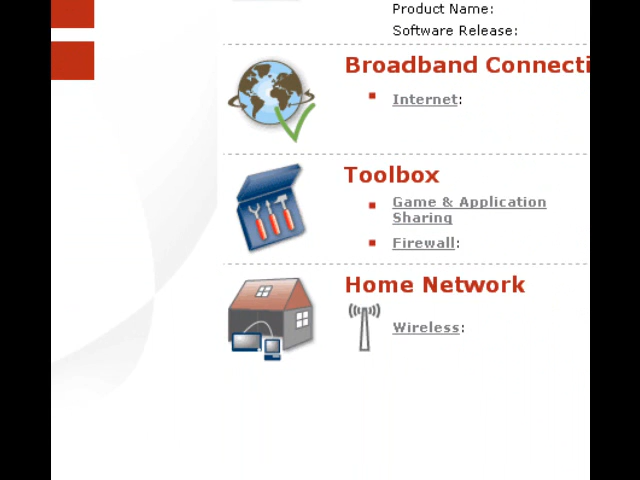 Product Name:
Software Release:
Broadband Connecti
Internet:
Toolbox
Game & Application
Sharing
Firewall:
Home Network
Wireless: